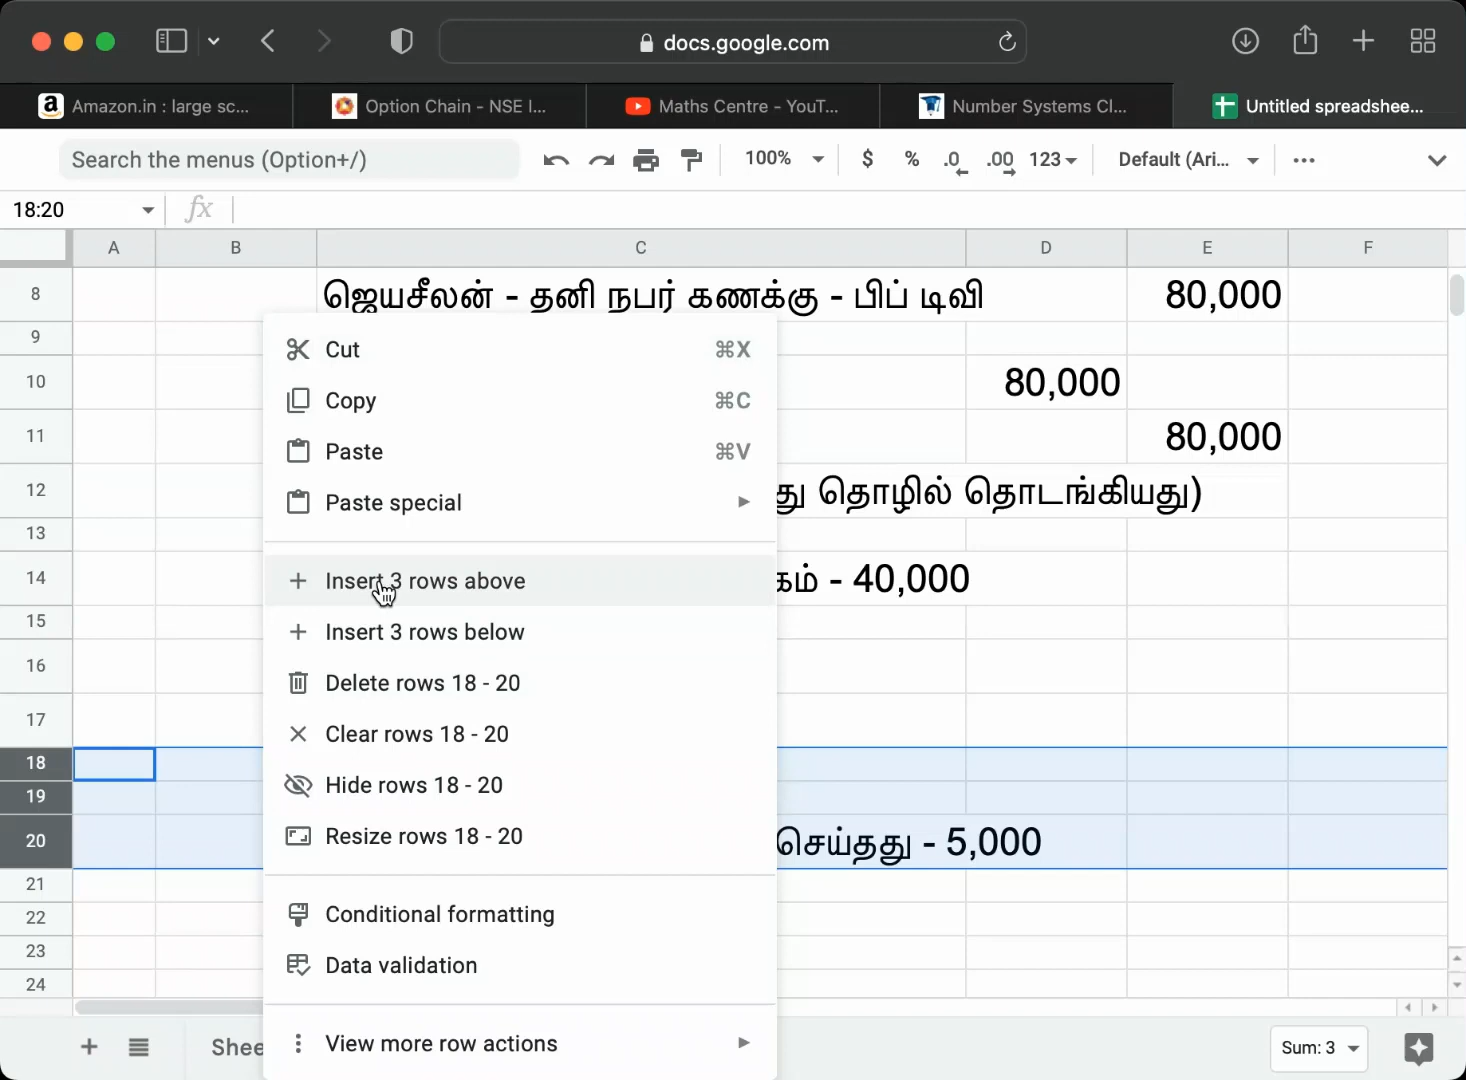 docs.google.com
Amazon.in : large sc...
Option Chain - NSE I...
Maths Centre - YouT...
Number Systems Cl...
Untitled spreadshee...
Search the menus (Option+/)
100%
$
%
.0
.00
123
Default (Ari...
18:20
fx
A
B
C
D
E
F
8
ஜெயசீலன் - தனி நபர் கணக்கு - பிப் டிவி
80,000
9
10
80,000
11
80,000
12
து தொழில் தொடங்கியது)
13
14
கம் - 40,000
15
16
17
18
19
20
செய்தது - 5,000
21
22
23
24
Cut ⌘X
Copy ⌘C
Paste ⌘V
Paste special
Insert 3 rows above
Insert 3 rows below
Delete rows 18 - 20
Clear rows 18 - 20
Hide rows 18 - 20
Resize rows 18 - 20
Conditional formatting
Data validation
View more row actions
Shee
Sum: 3